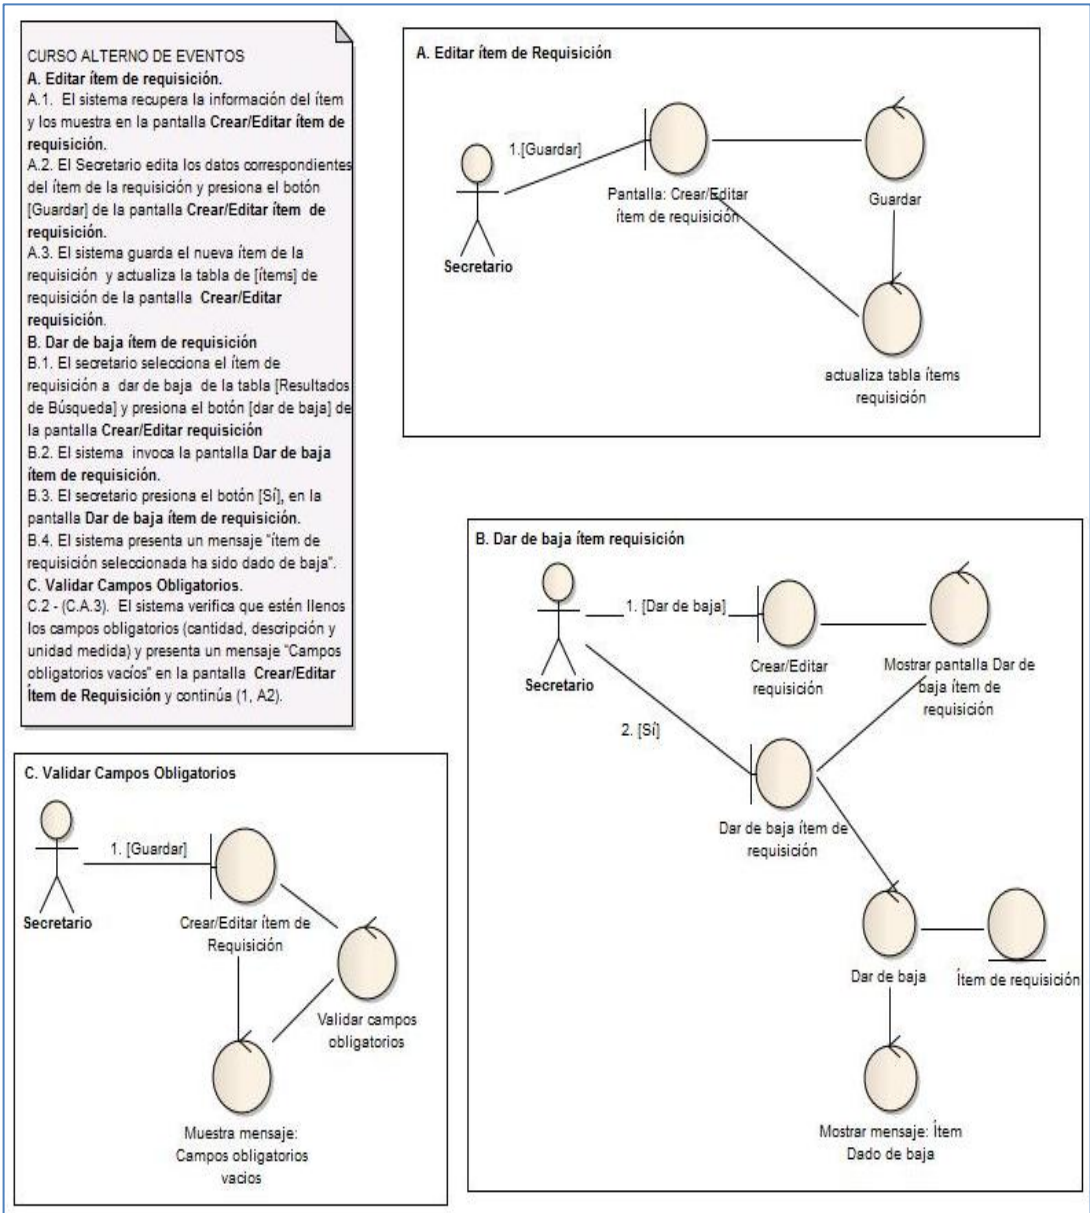 CURSO ALTERNO DE EVENTOS
A. Editar ítem de requisición.
A.1. El sistema recupera la información del ítem
y los muestra en la pantalla Crear/Editar ítem de
requisición.
A.2. El Secretario edita los datos correspondientes
del ítem de la requisición y presiona el botón
[Guardar] de la pantalla Crear/Editar ítem de
requisición.
A.3. El sistema guarda el nueva ítem de la
requisición y actualiza la tabla de [ítems] de
requisición de la pantalla Crear/Editar
requisición.
B. Dar de baja ítem de requisición
B.1. El secretario selecciona el ítem de
requisición a dar de baja de la tabla [Resultados
de Búsqueda] y presiona el botón [dar de baja] de
la pantalla Crear/Editar requisición
B.2. El sistema invoca la pantalla Dar de baja
ítem de requisición.
B.3. El secretario presiona el botón [Sí], en la
pantalla Dar de baja ítem de requisición.
B.4. El sistema presenta un mensaje "ítem de
requisición seleccionada ha sido dado de baja".
C. Validar Campos Obligatorios.
C.2 - (C.A.3). El sistema verifica que estén llenos
los campos obligatorios (cantidad, descripción y
unidad medida) y presenta un mensaje "Campos
obligatorios vacíos" en la pantalla Crear/Editar
Ítem de Requisición y continúa (1, A2).
A. Editar ítem de Requisición
1.[Guardar]
Secretario
Pantalla: Crear/Editar
ítem de requisición
Guardar
actualiza tabla ítems
requisición
B. Dar de baja ítem requisición
1. [Dar de baja]
Secretario
Crear/Editar
requisición
Mostrar pantalla Dar de
baja ítem de
requisición
2. [Sí]
Dar de baja ítem de
requisición
Dar de baja
Ítem de requisición
Mostrar mensaje: Ítem
Dado de baja
C. Validar Campos Obligatorios
1. [Guardar]
Secretario
Crear/Editar ítem de
Requisición
Validar campos
obligatorios
Muestra mensaje:
Campos obligatorios
vacios